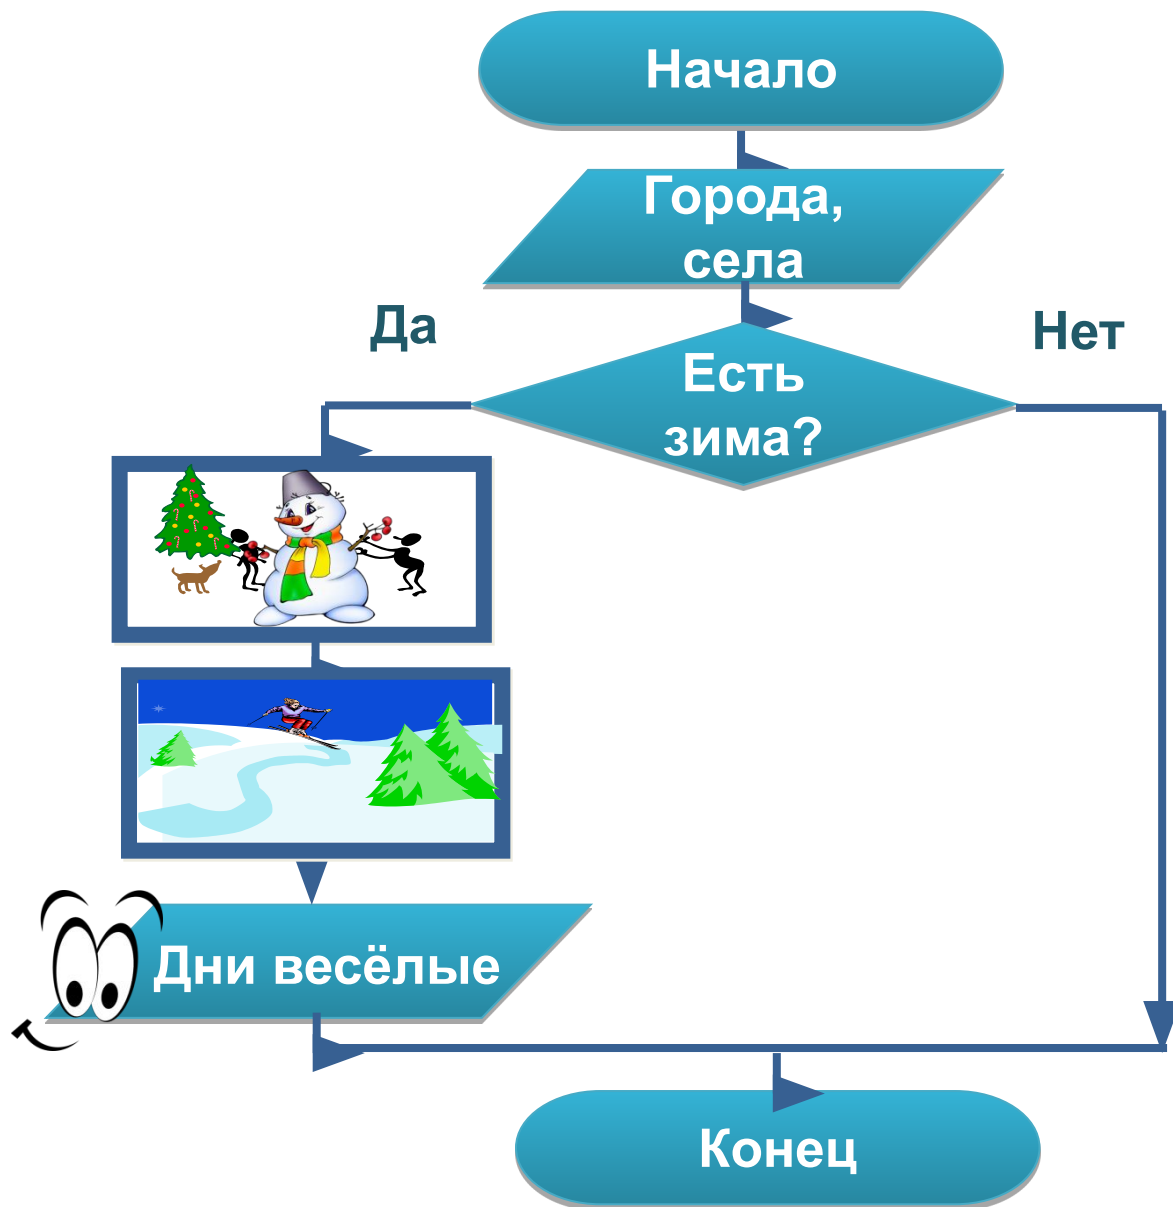 Начало
Города,
села
Да
Нет
Есть
зима?
Дни весёлые
Конец